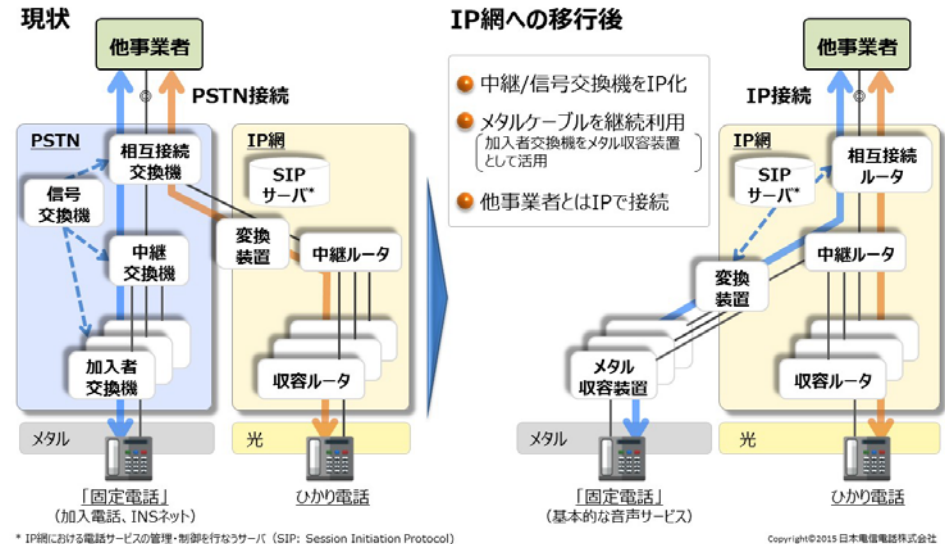 現状
他事業者
PSTN接続
PSTN
相互接続
交換機
信号
交換機
中継
交換機
加入者
交換機
IP網
SIP
サーバ*
変換
装置
中継ルータ
収容ルータ
メタル
光
「固定電話」
(加入電話、INSネット)
ひかり電話
IP網への移行後
中継/信号交換機をIP化
メタルケーブルを継続利用
加入者交換機をメタル収容装置
として活用
他事業者とはIPで接続
他事業者
IP接続
IP網
SIP
サーバ*
相互接続
ルータ
変換
装置
中継ルータ
メタル
収容装置
収容ルータ
メタル
光
「固定電話」
(基本的な音声サービス)
ひかり電話
* IP網における電話サービスの管理・制御を行なうサーバ (SIP: Session Initiation Protocol)
Copyright©2015 日本電信電話株式会社